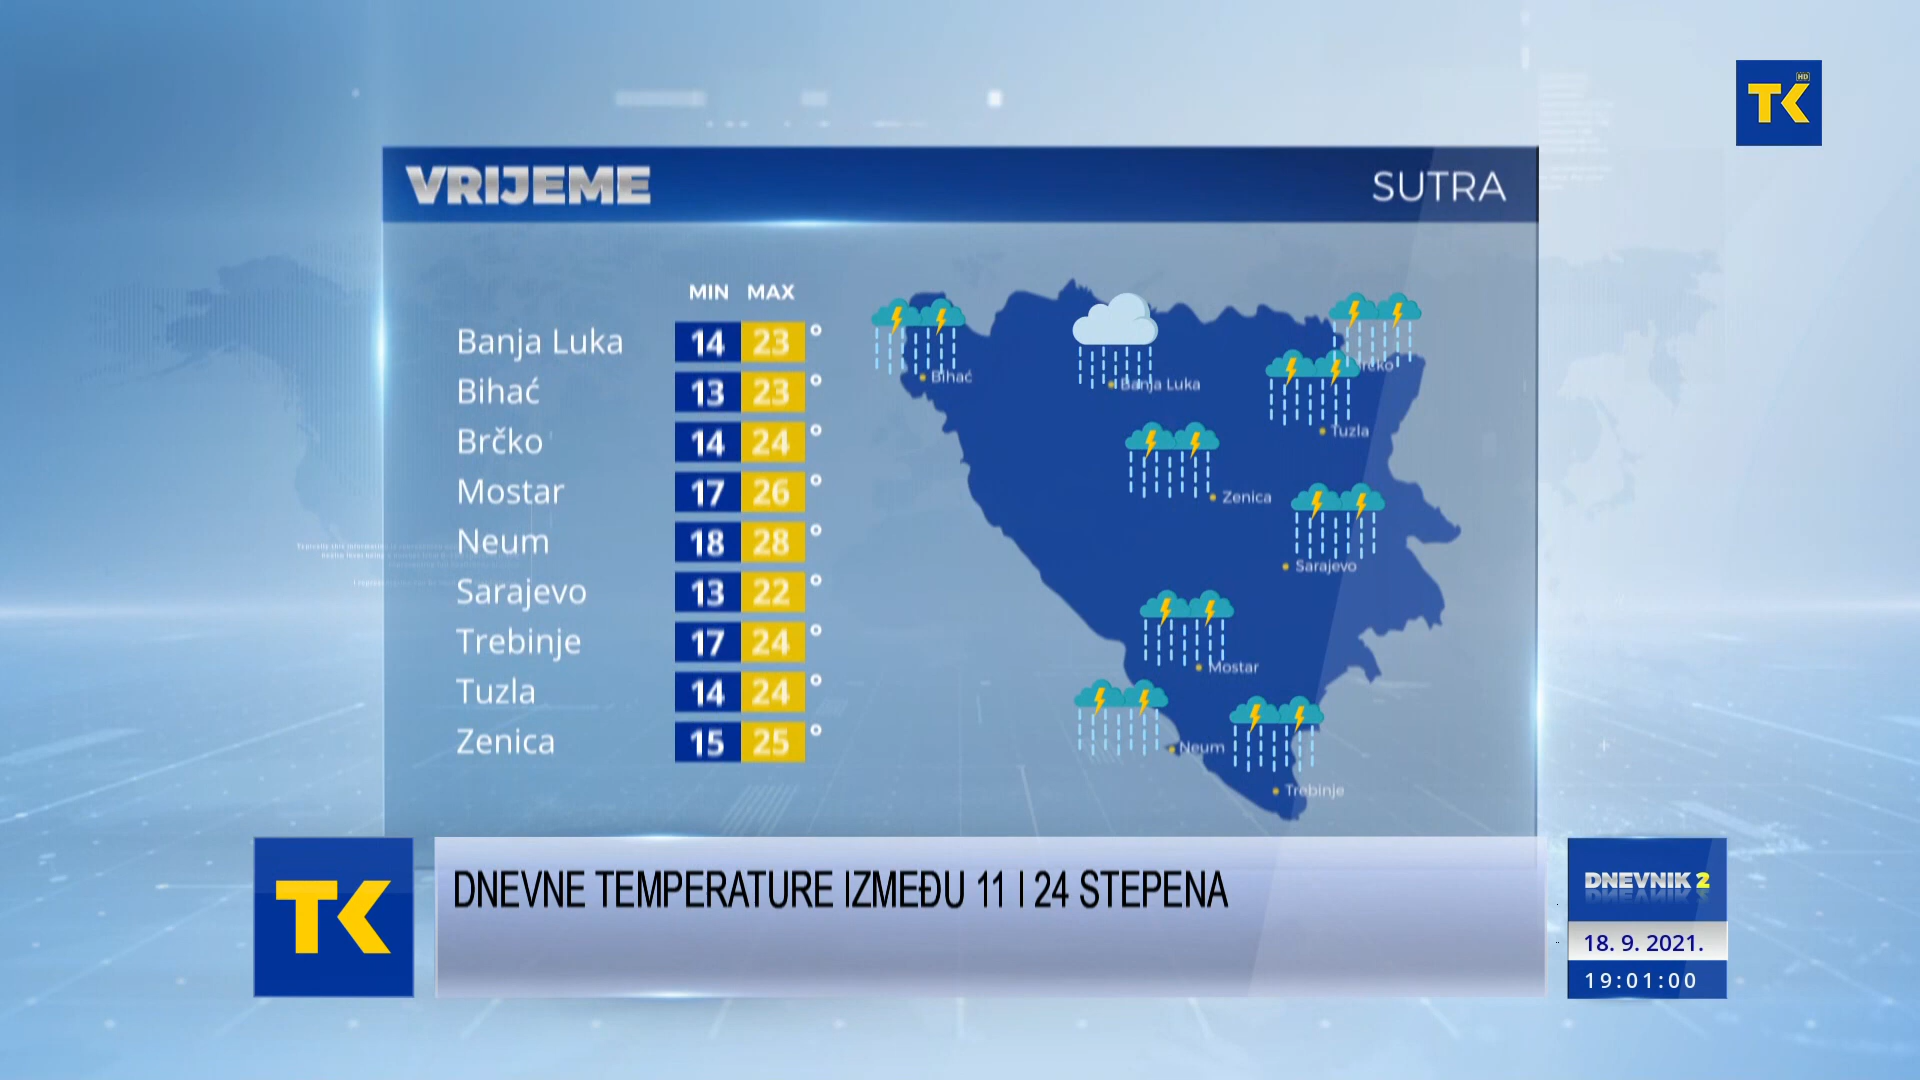 TK HD
VRIJEME SUTRA
MIN MAX
Banja Luka 14 23 °
Bihać 13 23 °
Brčko 14 24 °
Mostar 17 26 °
Neum 18 28 °
Sarajevo 13 22 °
Trebinje 17 24 °
Tuzla 14 24 °
Zenica 15 25 °
Bihać
Banja Luka
Tuzla
Zenica
Sarajevo
Mostar
Neum
Trebinje
TK
DNEVNE TEMPERATURE IZMEĐU 11 I 24 STEPENA
DNEVNIK 2
18. 9. 2021.
19:01:00